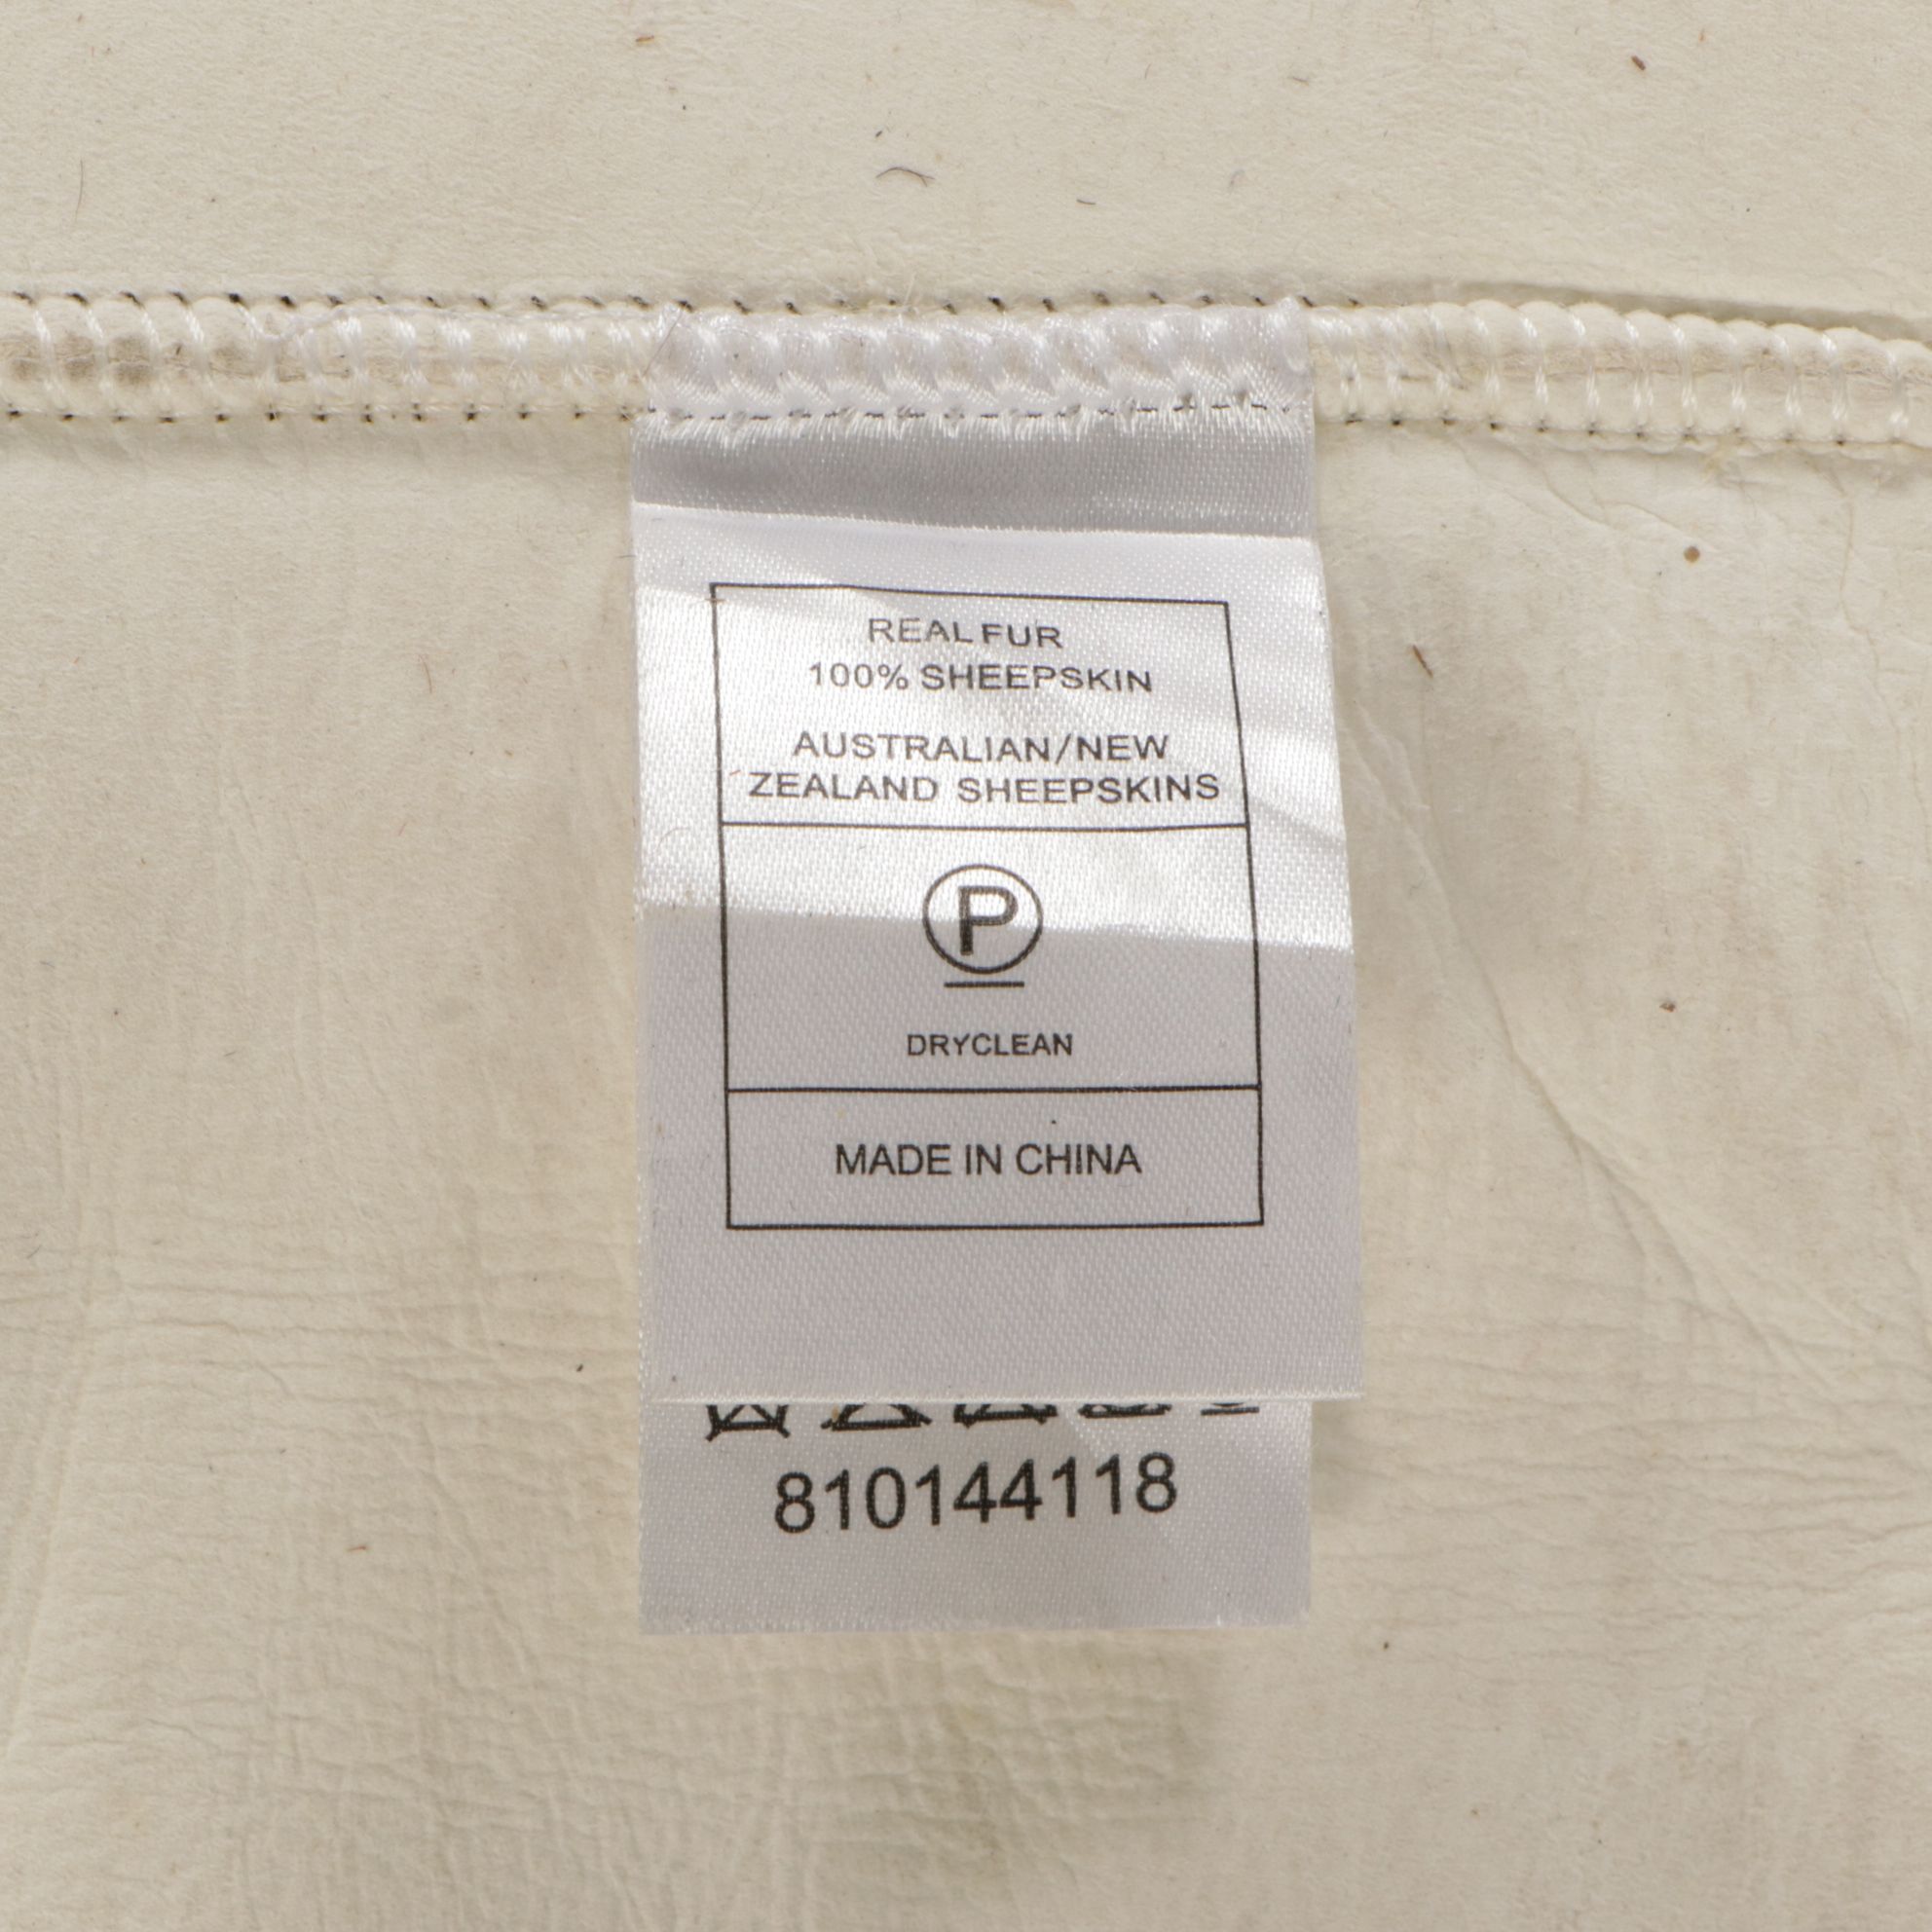 REAL FUR
100% SHEEPSKIN
AUSTRALIAN/NEW
ZEALAND SHEEPSKINS
P
DRYCLEAN
MADE IN CHINA
810144118